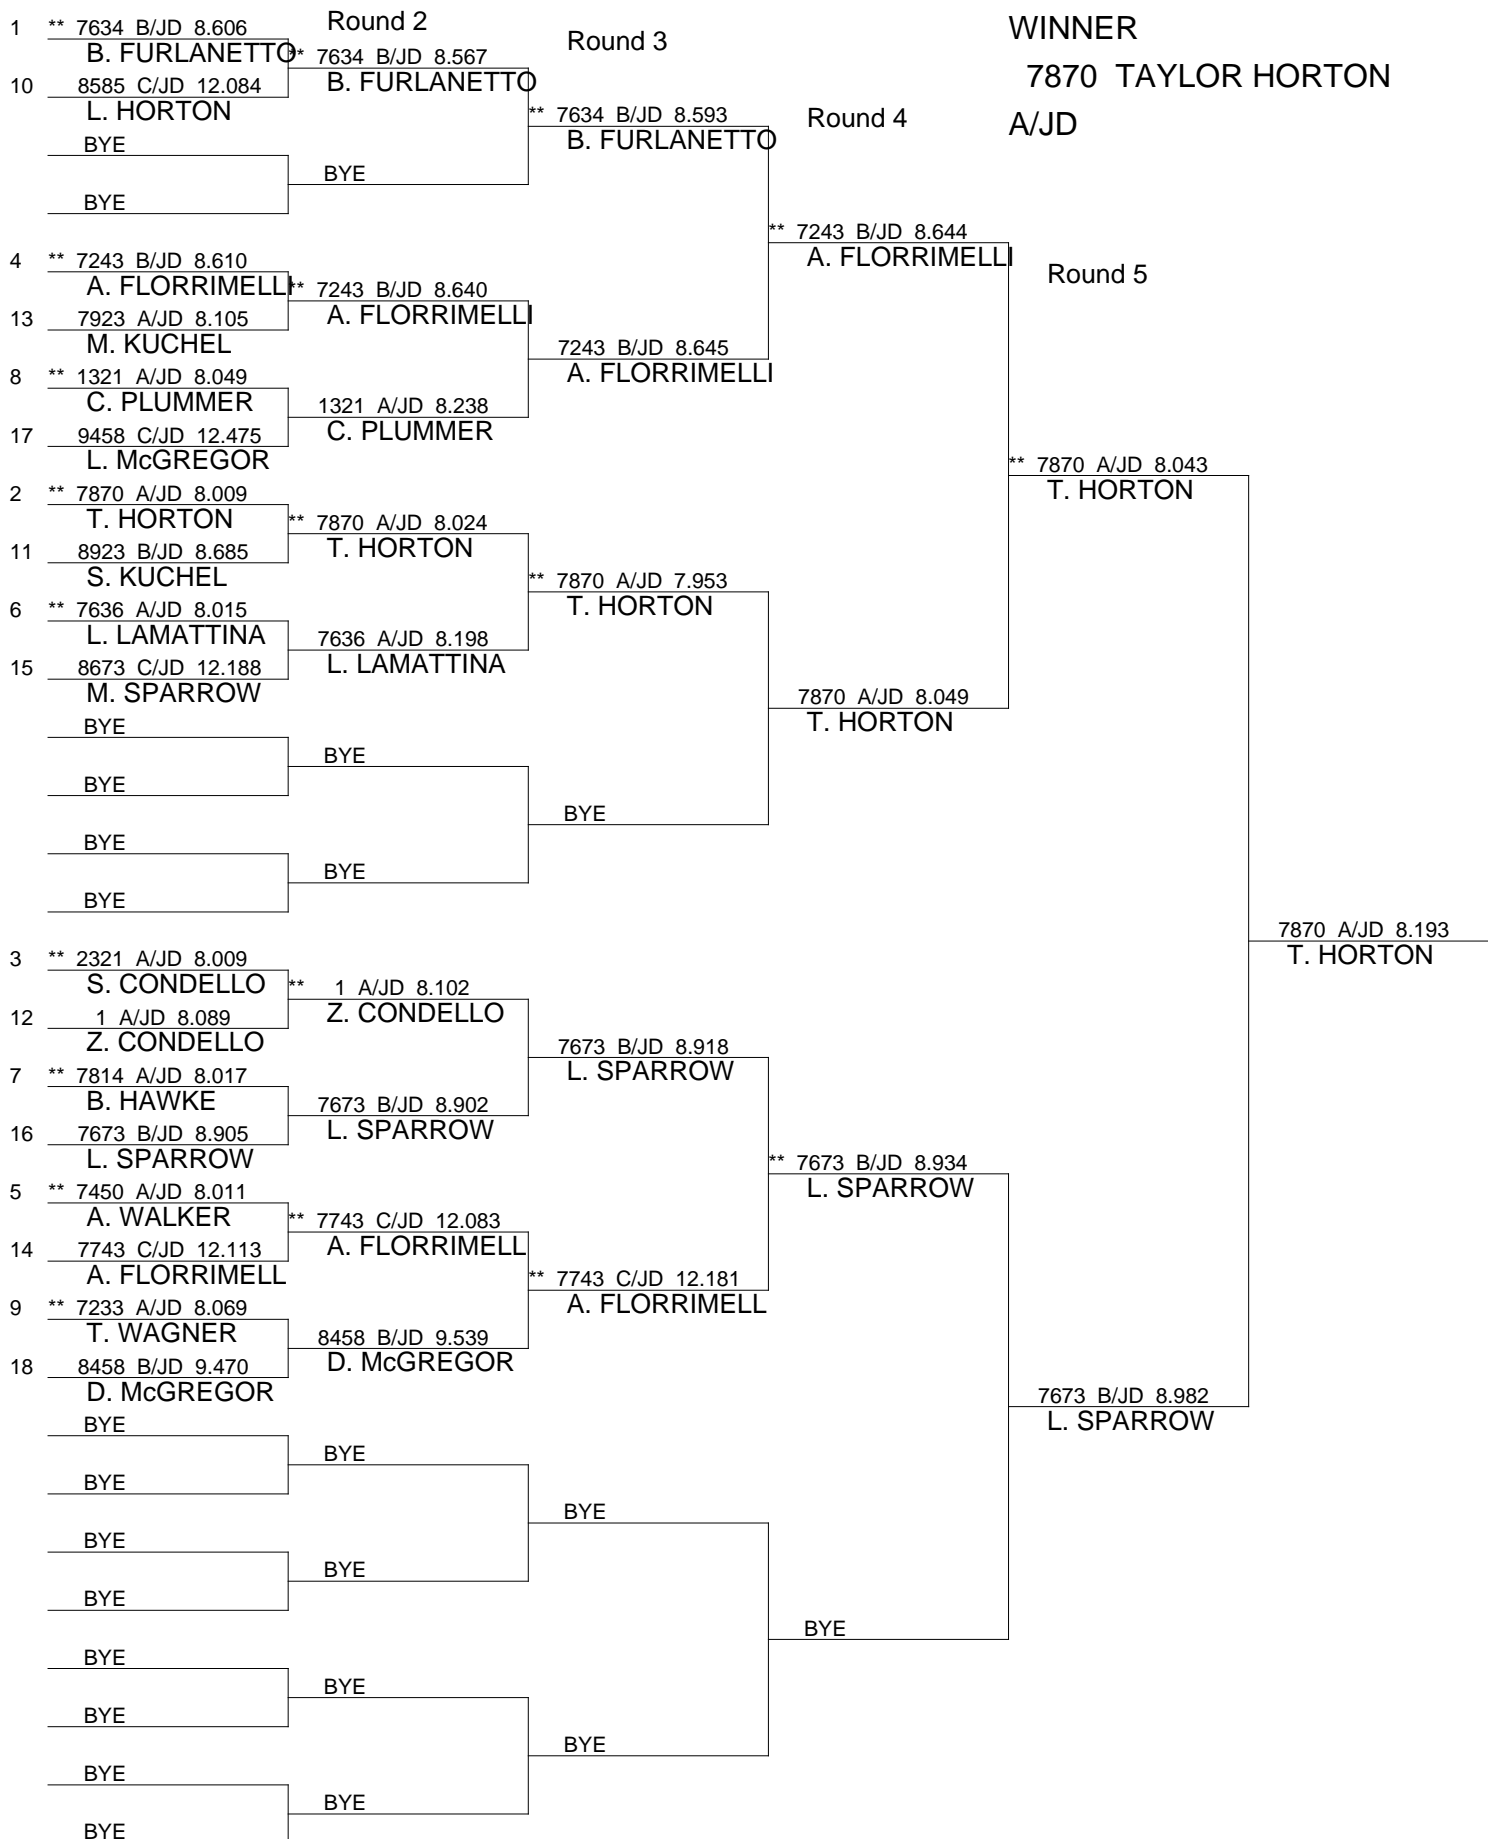 Round 2
Round 3
Round 4
Round 5
WINNER
7870 TAYLOR HORTON
A/JD
1 ** 7634 B/JD 8.606
B. FURLANETTO
10 8585 C/JD 12.084
L. HORTON
BYE
BYE
4 ** 7243 B/JD 8.610
A. FLORRIMELLI
13 7923 A/JD 8.105
M. KUCHEL
8 ** 1321 A/JD 8.049
C. PLUMMER
17 9458 C/JD 12.475
L. McGREGOR
2 ** 7870 A/JD 8.009
T. HORTON
11 8923 B/JD 8.685
S. KUCHEL
6 ** 7636 A/JD 8.015
L. LAMATTINA
15 8673 C/JD 12.188
M. SPARROW
BYE
BYE
BYE
BYE
3 ** 2321 A/JD 8.009
S. CONDELLO
12 1 A/JD 8.089
Z. CONDELLO
7 ** 7814 A/JD 8.017
B. HAWKE
16 7673 B/JD 8.905
L. SPARROW
5 ** 7450 A/JD 8.011
A. WALKER
14 7743 C/JD 12.113
A. FLORRIMELL
9 ** 7233 A/JD 8.069
T. WAGNER
18 8458 B/JD 9.470
D. McGREGOR
BYE
BYE
BYE
BYE
BYE
BYE
BYE
BYE
** 7634 B/JD 8.567
B. FURLANETTO
BYE
** 7243 B/JD 8.640
A. FLORRIMELLI
1321 A/JD 8.238
C. PLUMMER
** 7870 A/JD 8.024
T. HORTON
7636 A/JD 8.198
L. LAMATTINA
BYE
BYE
** 1 A/JD 8.102
Z. CONDELLO
7673 B/JD 8.902
L. SPARROW
** 7743 C/JD 12.083
A. FLORRIMELL
8458 B/JD 9.539
D. McGREGOR
BYE
BYE
BYE
BYE
** 7634 B/JD 8.593
B. FURLANETTO
7243 B/JD 8.645
A. FLORRIMELLI
** 7870 A/JD 7.953
T. HORTON
BYE
7673 B/JD 8.918
L. SPARROW
** 7743 C/JD 12.181
A. FLORRIMELL
BYE
BYE
** 7243 B/JD 8.644
A. FLORRIMELLI
7870 A/JD 8.049
T. HORTON
** 7673 B/JD 8.934
L. SPARROW
BYE
** 7870 A/JD 8.043
T. HORTON
7673 B/JD 8.982
L. SPARROW
7870 A/JD 8.193
T. HORTON